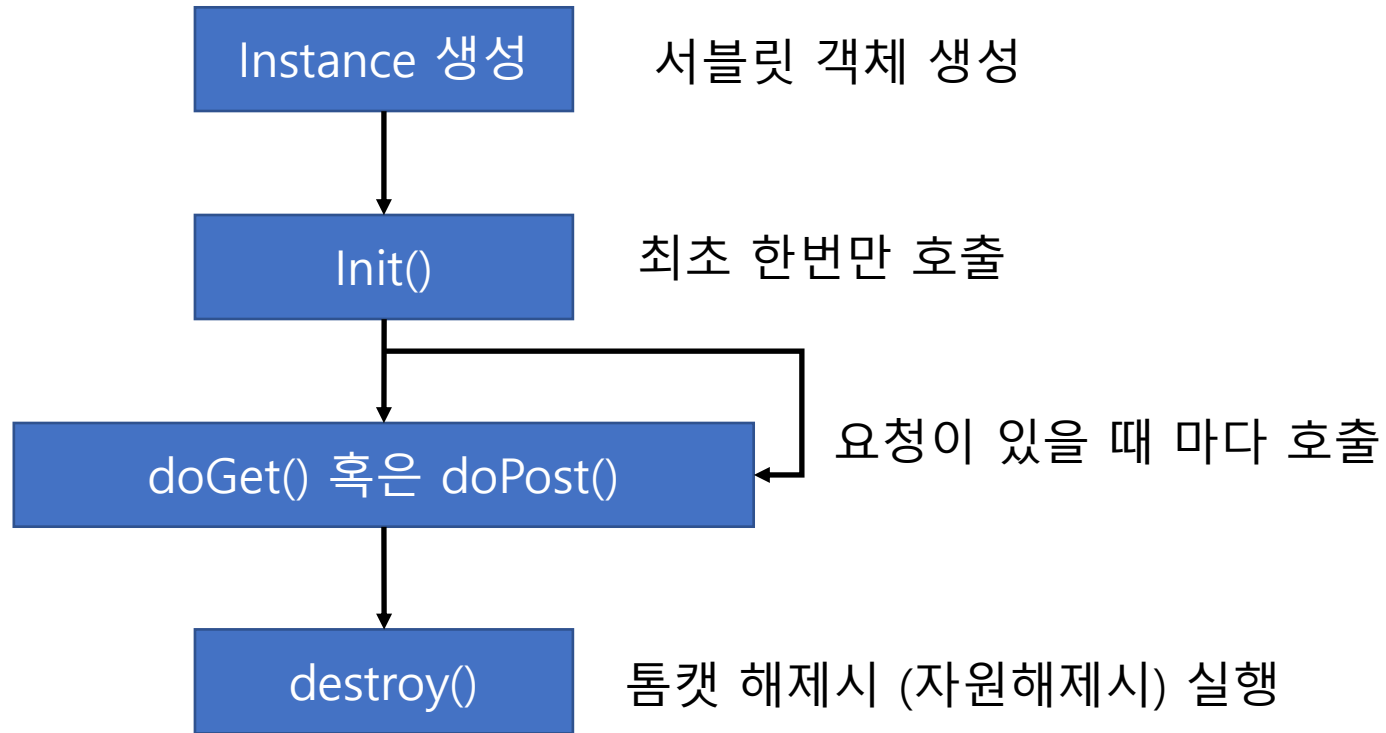 Instance 생성
서블릿 객체 생성
Init()
최초 한번만 호출
doGet() 혹은 doPost()
요청이 있을 때 마다 호출
destroy()
톰캣 해제시 (자원해제시) 실행